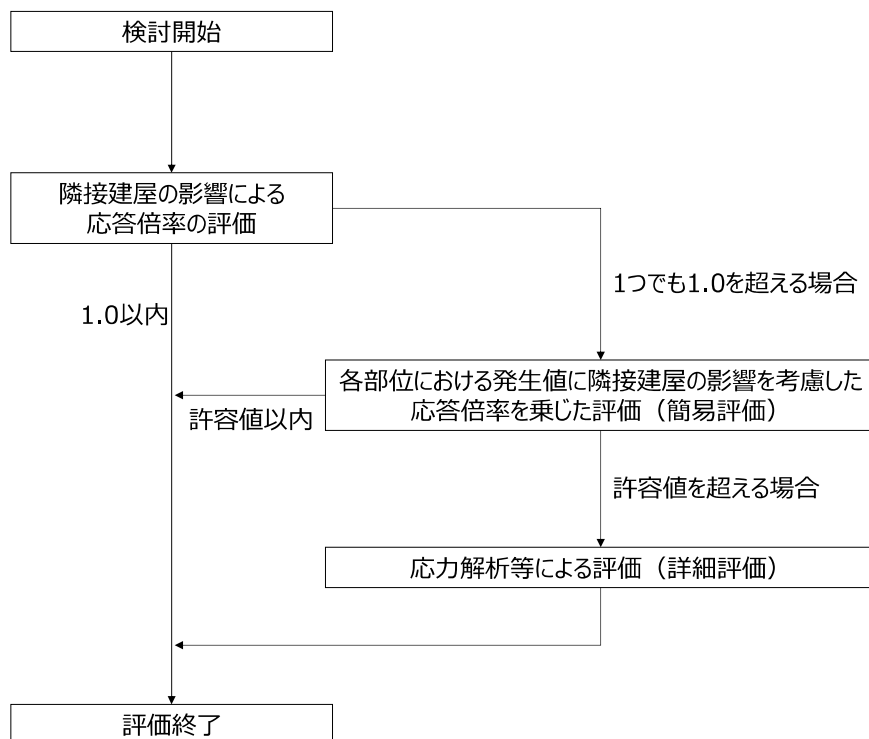 検討開始
隣接建屋の影響による
応答倍率の評価
1つでも1.0を超える場合
1.0以内
各部位における発生値に隣接建屋の影響を考慮した
応答倍率を乗じた評価（簡易評価）
許容値以内
許容値を超える場合
応力解析等による評価（詳細評価）
評価終了